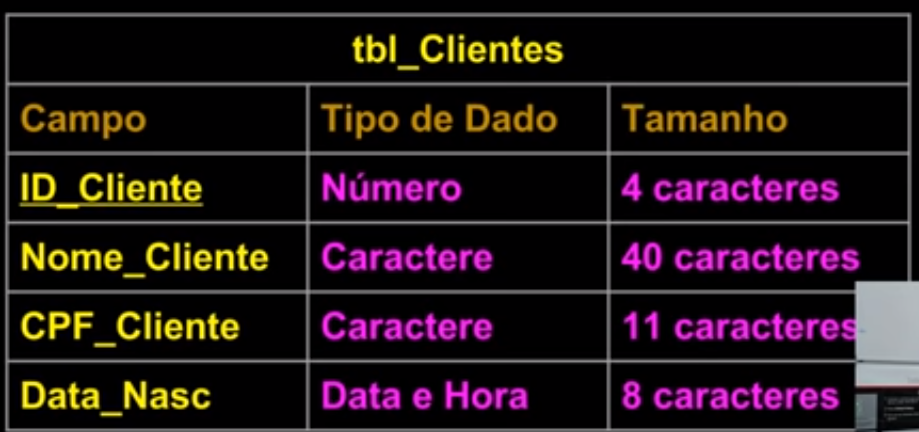 tbl_Clientes
Campo Tipo de Dado Tamanho
ID_Cliente Número 4 caracteres
Nome_Cliente Caractere 40 caracteres
CPF_Cliente Caractere 11 caracteres
Data_Nasc Data e Hora 8 caracteres